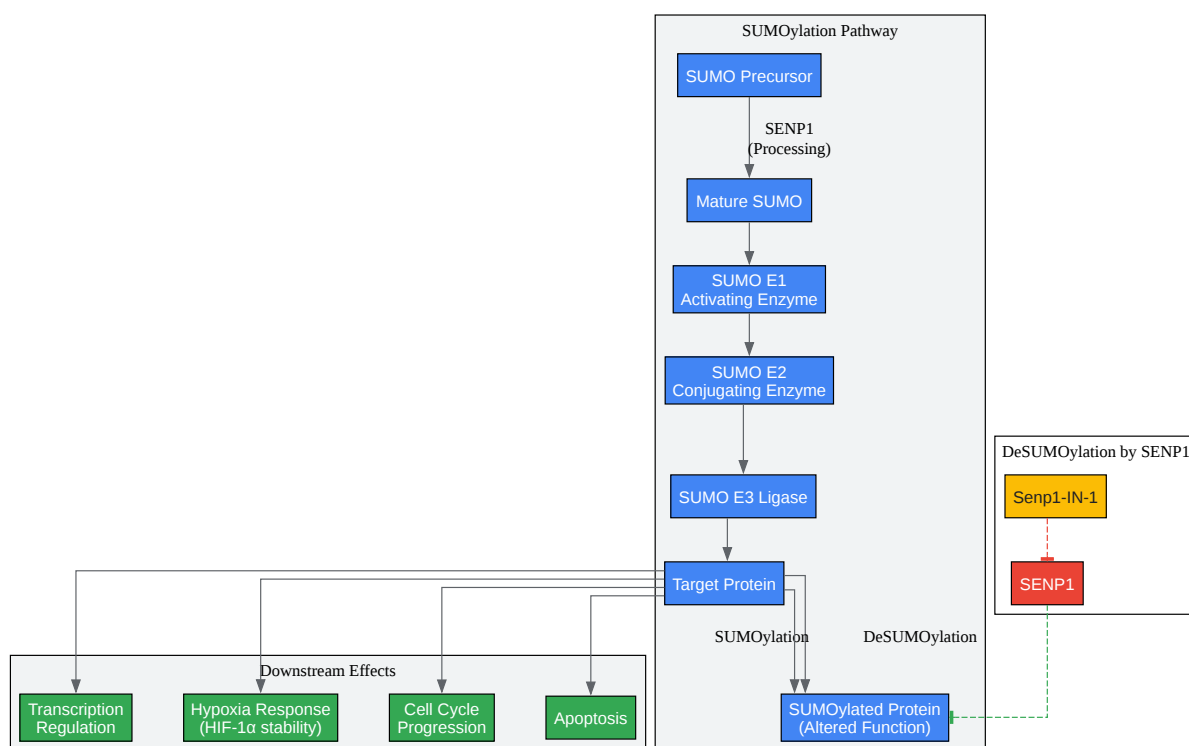 SUMOylation Pathway
SUMO Precursor
SENP1
(Processing)
Mature SUMO
SUMO E1
Activating Enzyme
SUMO E2
Conjugating Enzyme
DeSUMOylation by SENP1
Senp1-IN-1
SUMO E3 Ligase
Target Protein
SENP1
SUMOylation
DeSUMOylation
Downstream Effects
Transcription
Regulation
Hypoxia Response
(HIF-1α stability)
Cell Cycle
Progression
Apoptosis
SUMOylated Protein
(Altered Function)